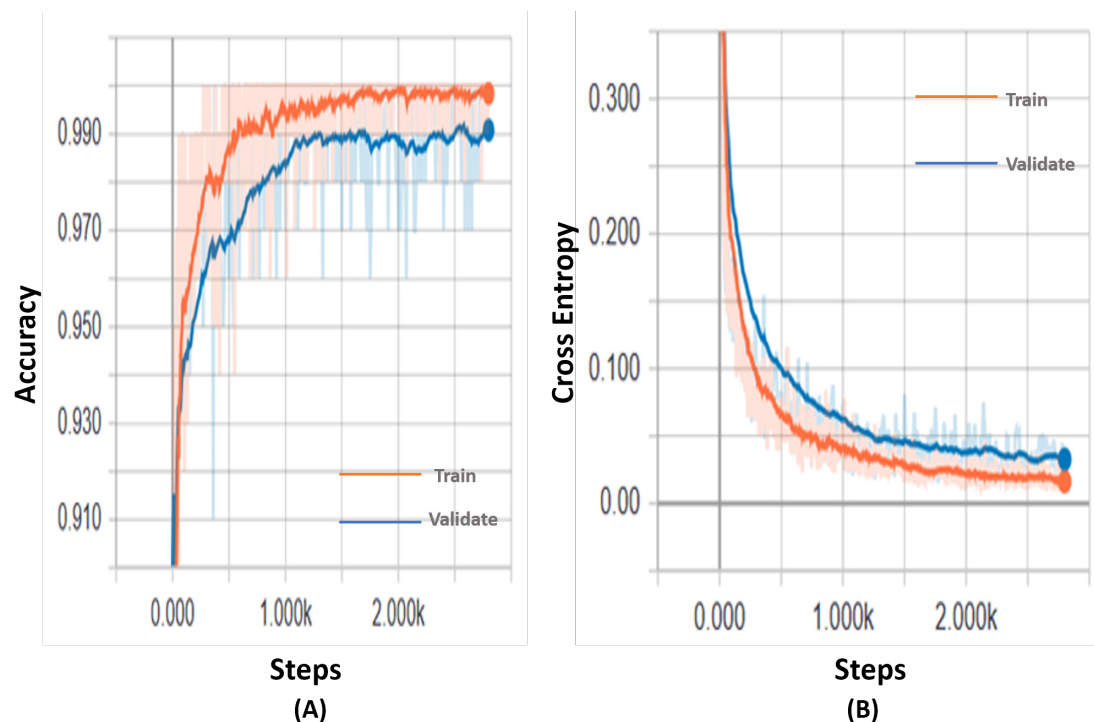 0.990
0.970
0.950
0.930
0.910
Accuracy
Train
Validate
0.000 1.000k 2.000k
Steps
(A)
0.300
0.200
0.100
0.00
Cross Entropy
Train
Validate
0.000 1.000k 2.000k
Steps
(B)